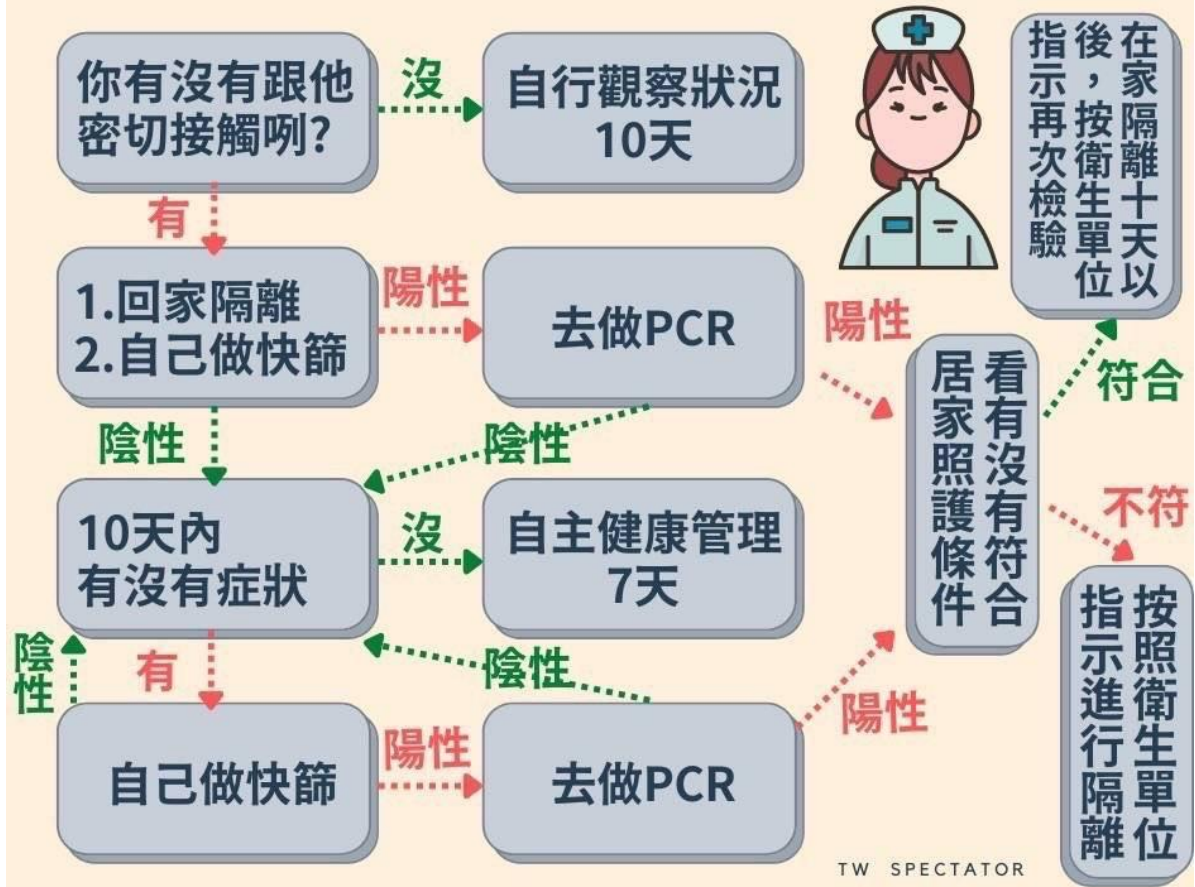 你有沒有跟他
密切接觸咧?
沒
自行觀察狀況
10天
有
1.回家隔離
2.自己做快篩
陽性
去做PCR
陰性
陰性
10天內
有沒有症狀
沒
自主健康管理
7天
陰性
有
陰性
自己做快篩
陽性
去做PCR
陽性
陽性
看有沒有符合
居家照護條件
符合
在家隔離十天以
後，按衛生單位
指示再次檢驗
不符
按照衛生單位
指示進行隔離
TW SPECTATOR